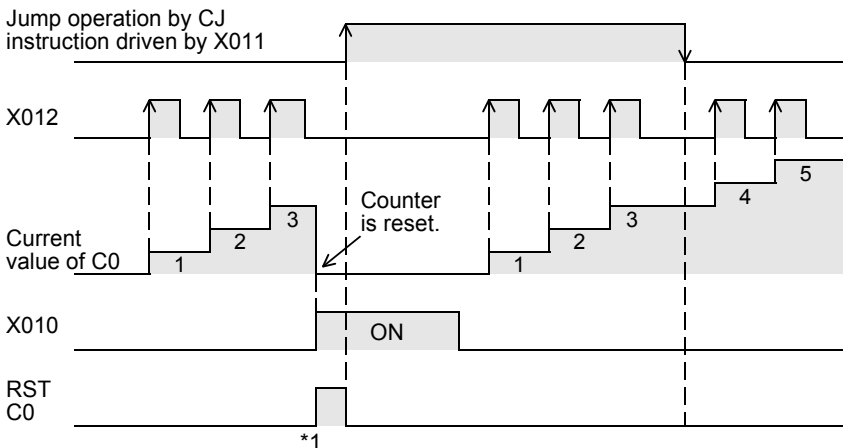 Jump operation by CJ
instruction driven by X011
X012
Counter
is reset.
Current
value of C0
1
2
3
1
2
3
4
5
X010
ON
RST
C0
*1